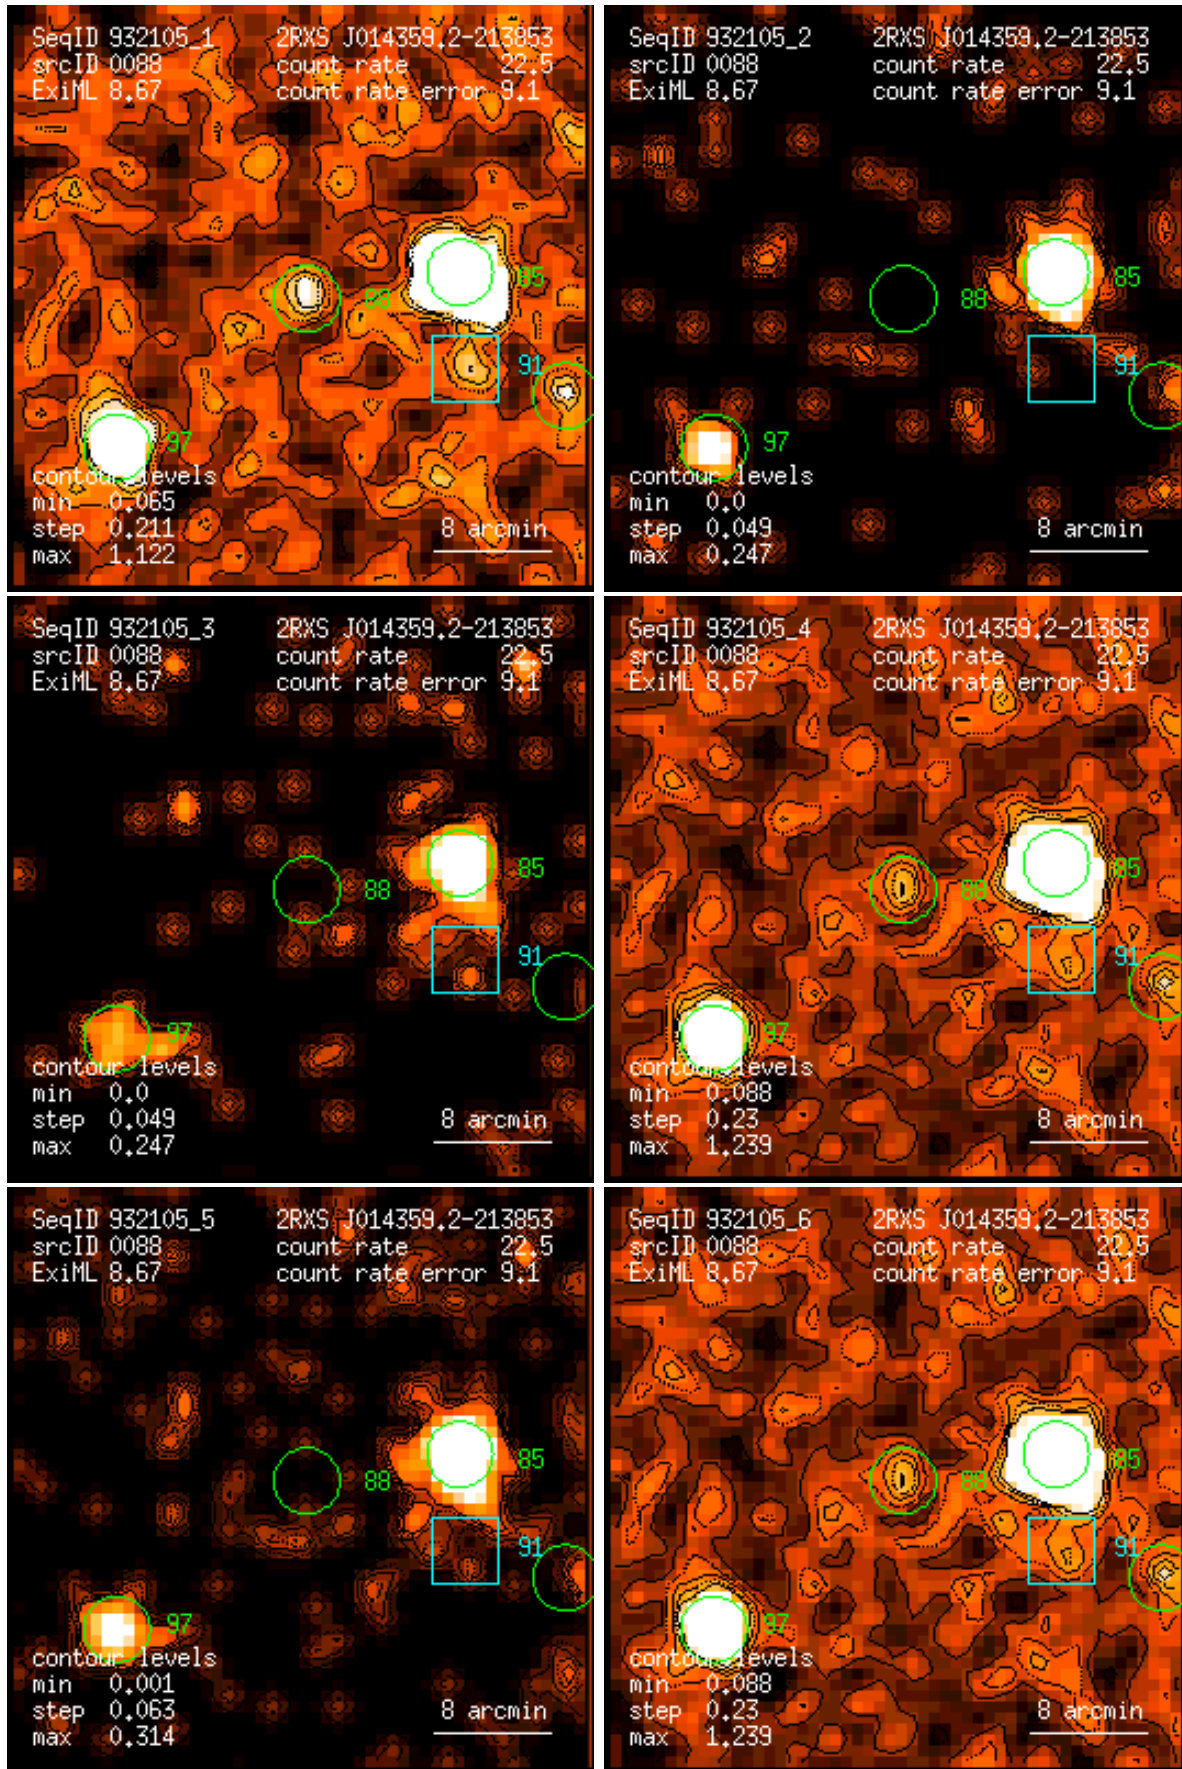 SeqID 932105_1 2RXS J014359.2-213853
srcID 0088 count rate 22.5
ExiML 8.67 count rate error 9.1
85
88
91
97
contour levels
min 0.065
step 0.211 8 arcmin
max 1.122
SeqID 932105_2 2RXS J014359.2-213853
srcID 0088 count rate 22.5
ExiML 8.67 count rate error 9.1
85
88
91
97
contour levels
min 0.0
step 0.049 8 arcmin
max 0.247
SeqID 932105_3 2RXS J014359.2-213853
srcID 0088 count rate 22.5
ExiML 8.67 count rate error 9.1
85
88
91
97
contour levels
min 0.0
step 0.049 8 arcmin
max 0.247
SeqID 932105_4 2RXS J014359.2-213853
srcID 0088 count rate 22.5
ExiML 8.67 count rate error 9.1
85
88
91
97
contour levels
min 0.088
step 0.23 8 arcmin
max 1.239
SeqID 932105_5 2RXS J014359.2-213853
srcID 0088 count rate 22.5
ExiML 8.67 count rate error 9.1
85
88
91
97
contour levels
min 0.001
step 0.063 8 arcmin
max 0.314
SeqID 932105_6 2RXS J014359.2-213853
srcID 0088 count rate 22.5
ExiML 8.67 count rate error 9.1
85
88
91
97
contour levels
min 0.088
step 0.23 8 arcmin
max 1.239